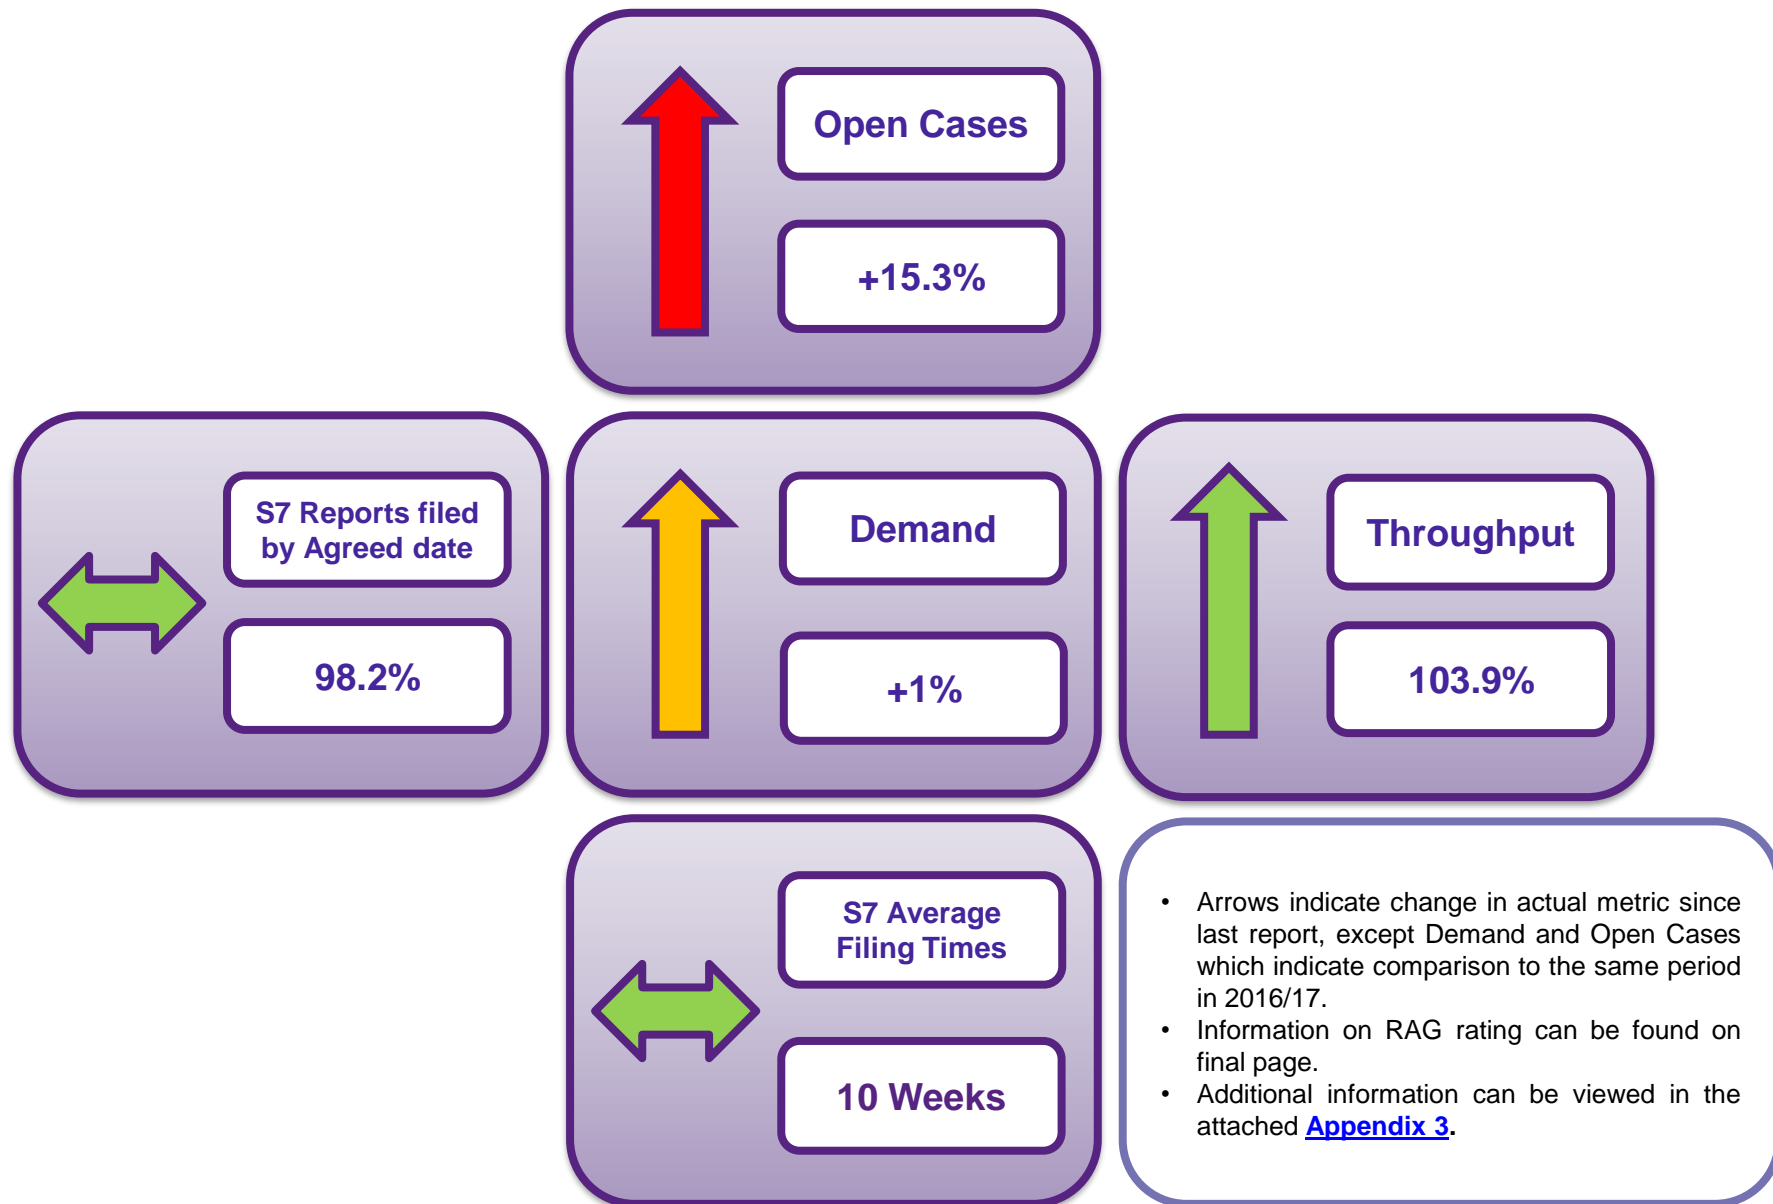 Open Cases
+15.3%
S7 Reports filed
by Agreed date
98.2%
Demand
+1%
Throughput
103.9%
S7 Average
Filing Times
10 Weeks
• Arrows indicate change in actual metric since
last report, except Demand and Open Cases
which indicate comparison to the same period
in 2016/17.
• Information on RAG rating can be found on
final page.
• Additional information can be viewed in the
attached Appendix 3.